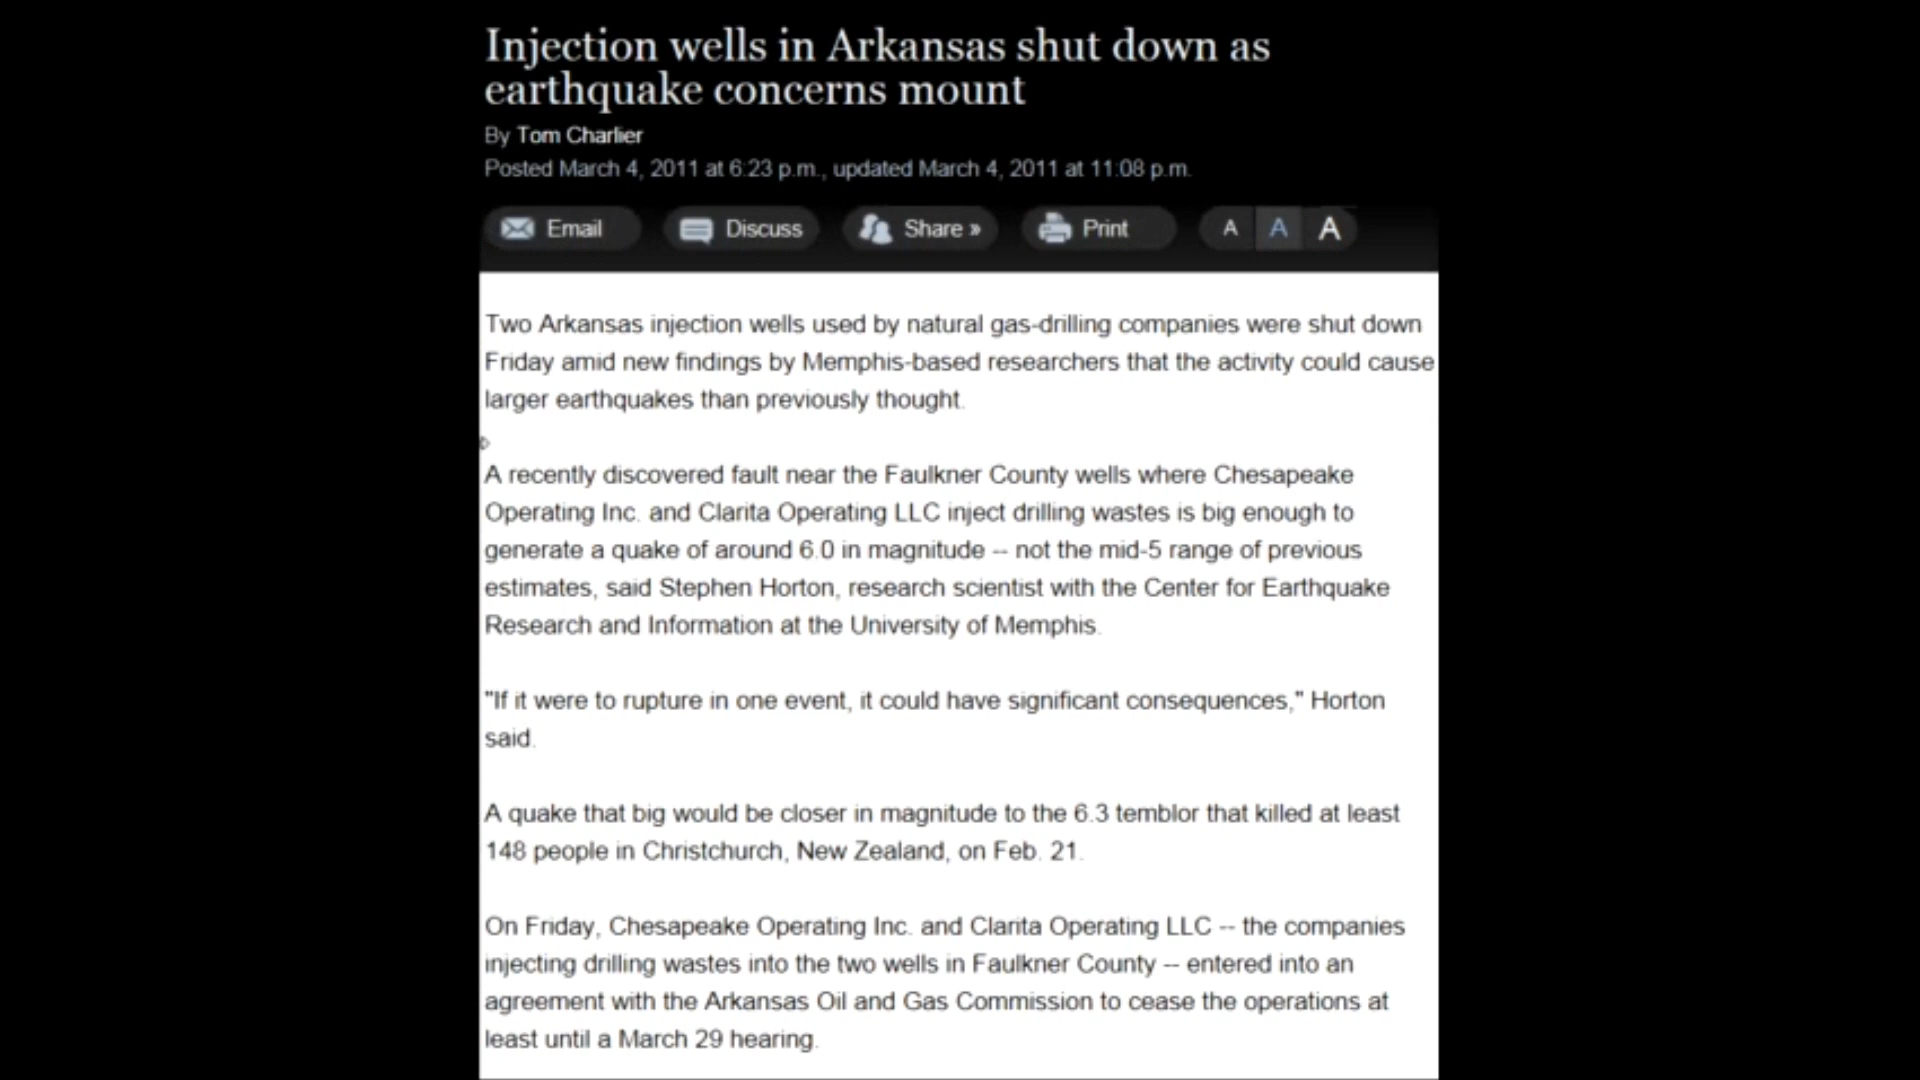 Injection wells in Arkansas shut down as
earthquake concerns mount
By Tom Charlier
Posted March 4, 2011 at 6:23 p.m., updated March 4, 2011 at 11:08 p.m.
Email Discuss Share » Print A A A
Two Arkansas injection wells used by natural gas-drilling companies were shut down
Friday amid new findings by Memphis-based researchers that the activity could cause
larger earthquakes than previously thought.
A recently discovered fault near the Faulkner County wells where Chesapeake
Operating Inc. and Clarita Operating LLC inject drilling wastes is big enough to
generate a quake of around 6.0 in magnitude -- not the mid-5 range of previous
estimates, said Stephen Horton, research scientist with the Center for Earthquake
Research and Information at the University of Memphis.
"If it were to rupture in one event, it could have significant consequences," Horton
said.
A quake that big would be closer in magnitude to the 6.3 temblor that killed at least
148 people in Christchurch, New Zealand, on Feb. 21.
On Friday, Chesapeake Operating Inc. and Clarita Operating LLC -- the companies
injecting drilling wastes into the two wells in Faulkner County -- entered into an
agreement with the Arkansas Oil and Gas Commission to cease the operations at
least until a March 29 hearing.